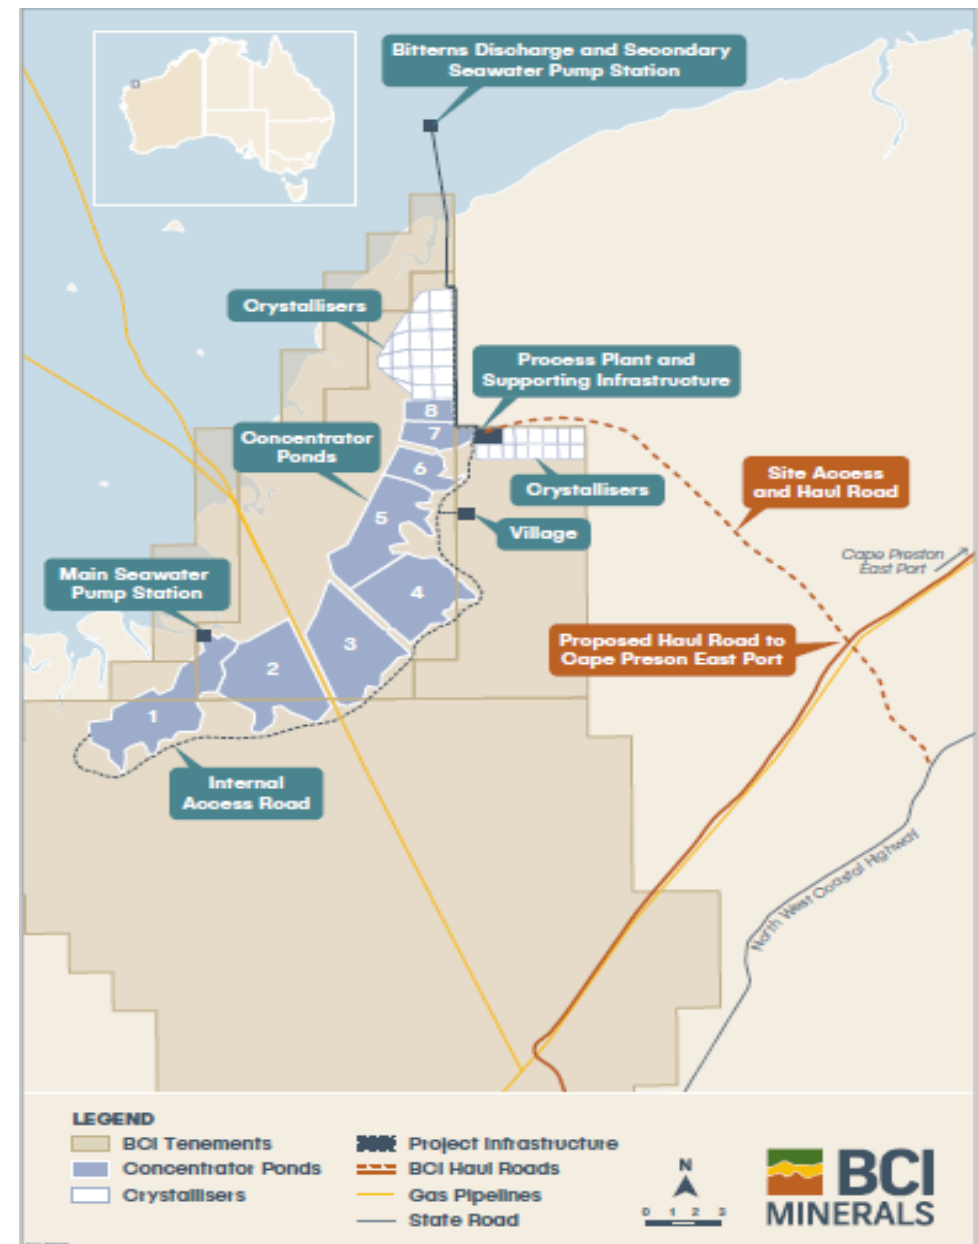 Bitterns Discharge and Secondary
Seawater Pump Station
Crystallisers
Process Plant and
Supporting Infrastructure
8
7
Concentrator
Ponds
6
Site Access
and Haul Road
Crystallisers
5
Village
Cape Preston
East Port
Main Seawater
Pump Station
4
3
Proposed Haul Road to
Cape Preson East Port
2
1
Internal
Access Road
North West Coastal Highway
LEGEND
BCI Tenements
Concentrator Ponds
Crystallisers
Project Infrastructure
BCI Haul Roads
Gas Pipelines
State Road
N
0 1 2 3
BCI
MINERALS